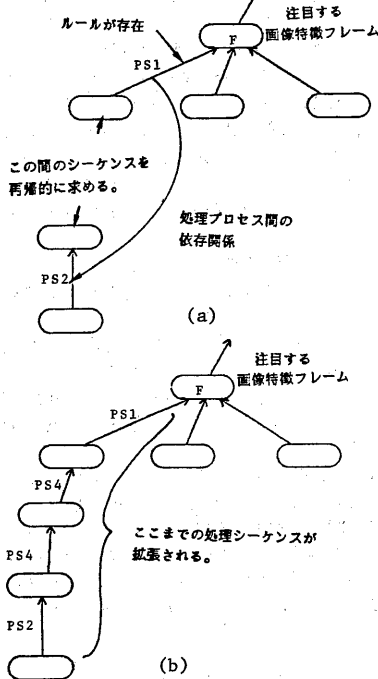 ルールが存在
注目する
画像特徴フレーム
F
PS1
この間のシーケンスを
再帰的に求める。
処理プロセス間の
依存関係
PS2
(a)
注目する
画像特徴フレーム
F
PS1
PS4
PS4
ここまでの処理シーケンスが
拡張される。
PS2
(b)